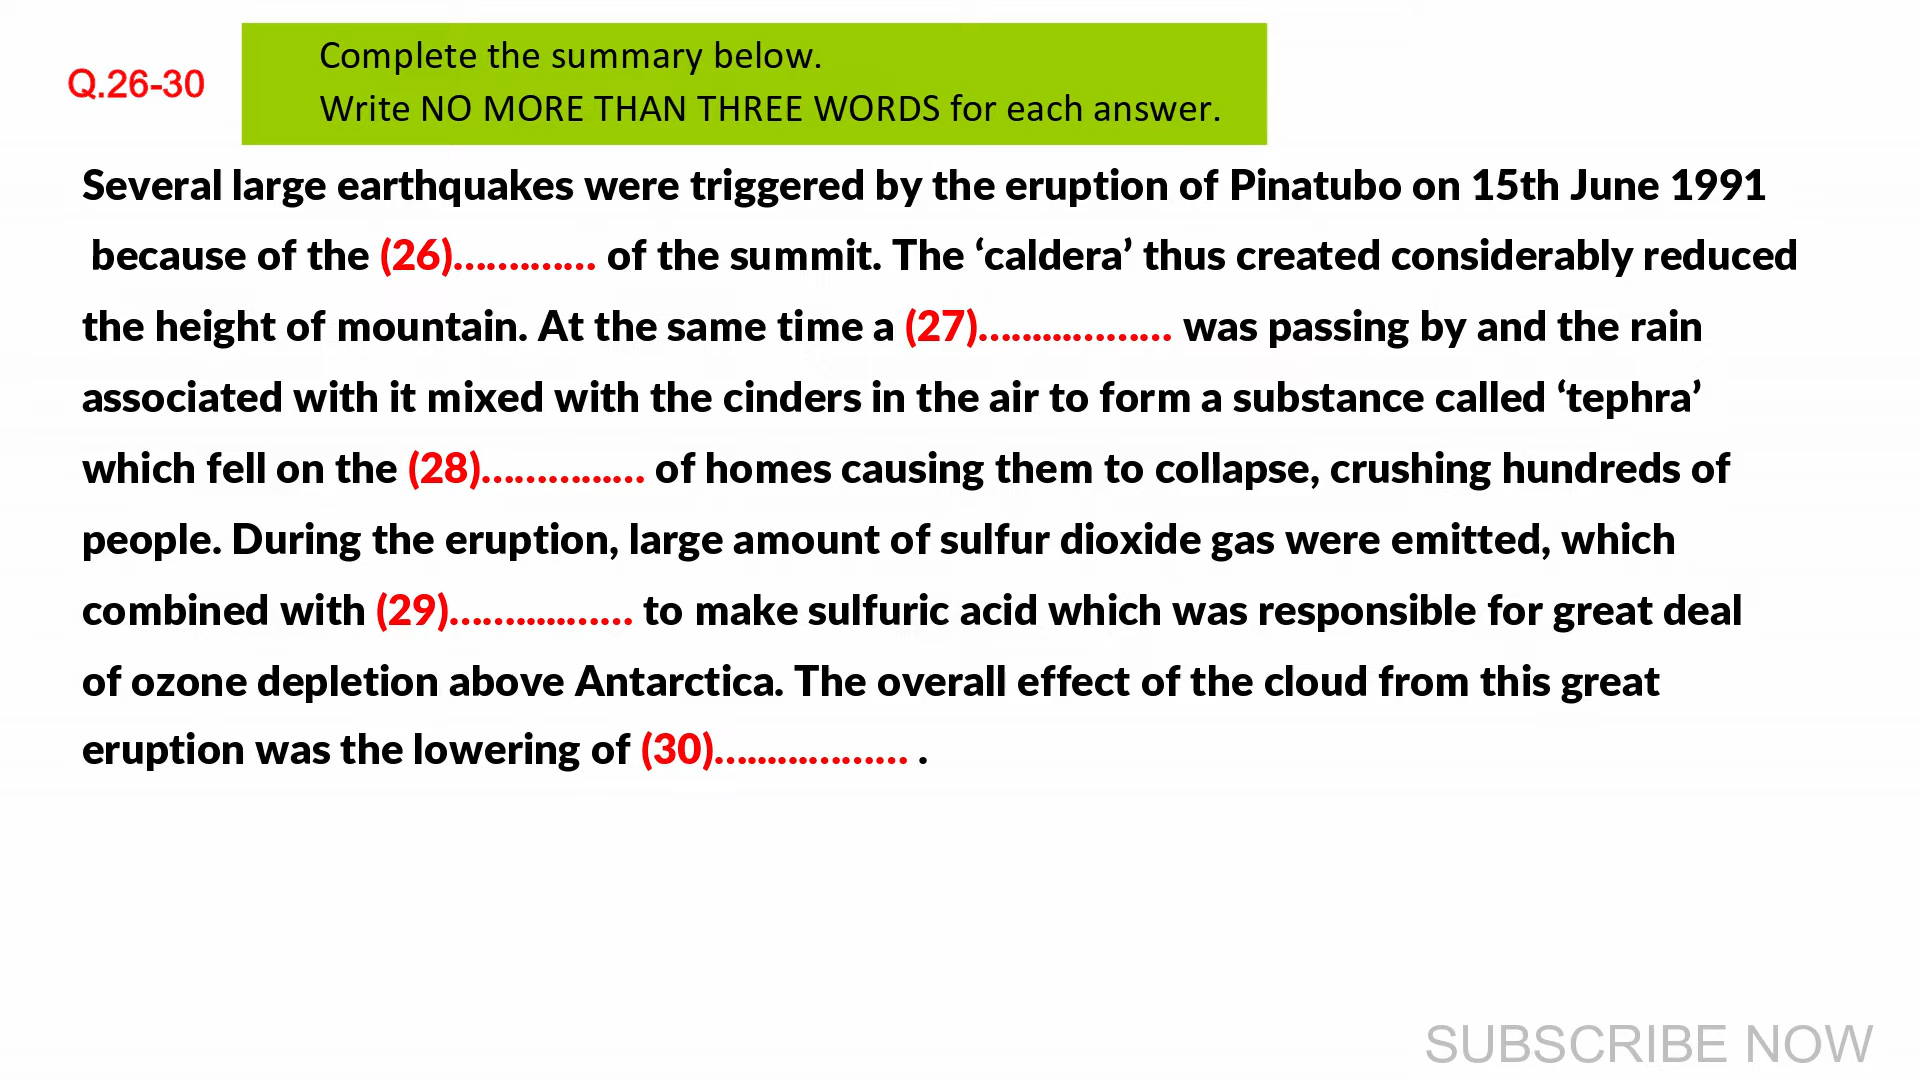 Q.26-30
Complete the summary below.
Write NO MORE THAN THREE WORDS for each answer.
Several large earthquakes were triggered by the eruption of Pinatubo on 15th June 1991
because of the (26)............. of the summit. The ‘caldera’ thus created considerably reduced
the height of mountain. At the same time a (27).................. was passing by and the rain
associated with it mixed with the cinders in the air to form a substance called ‘tephra’
which fell on the (28)............... of homes causing them to collapse, crushing hundreds of
people. During the eruption, large amount of sulfur dioxide gas were emitted, which
combined with (29)................. to make sulfuric acid which was responsible for great deal
of ozone depletion above Antarctica. The overall effect of the cloud from this great
eruption was the lowering of (30).................. .
SUBSCRIBE NOW